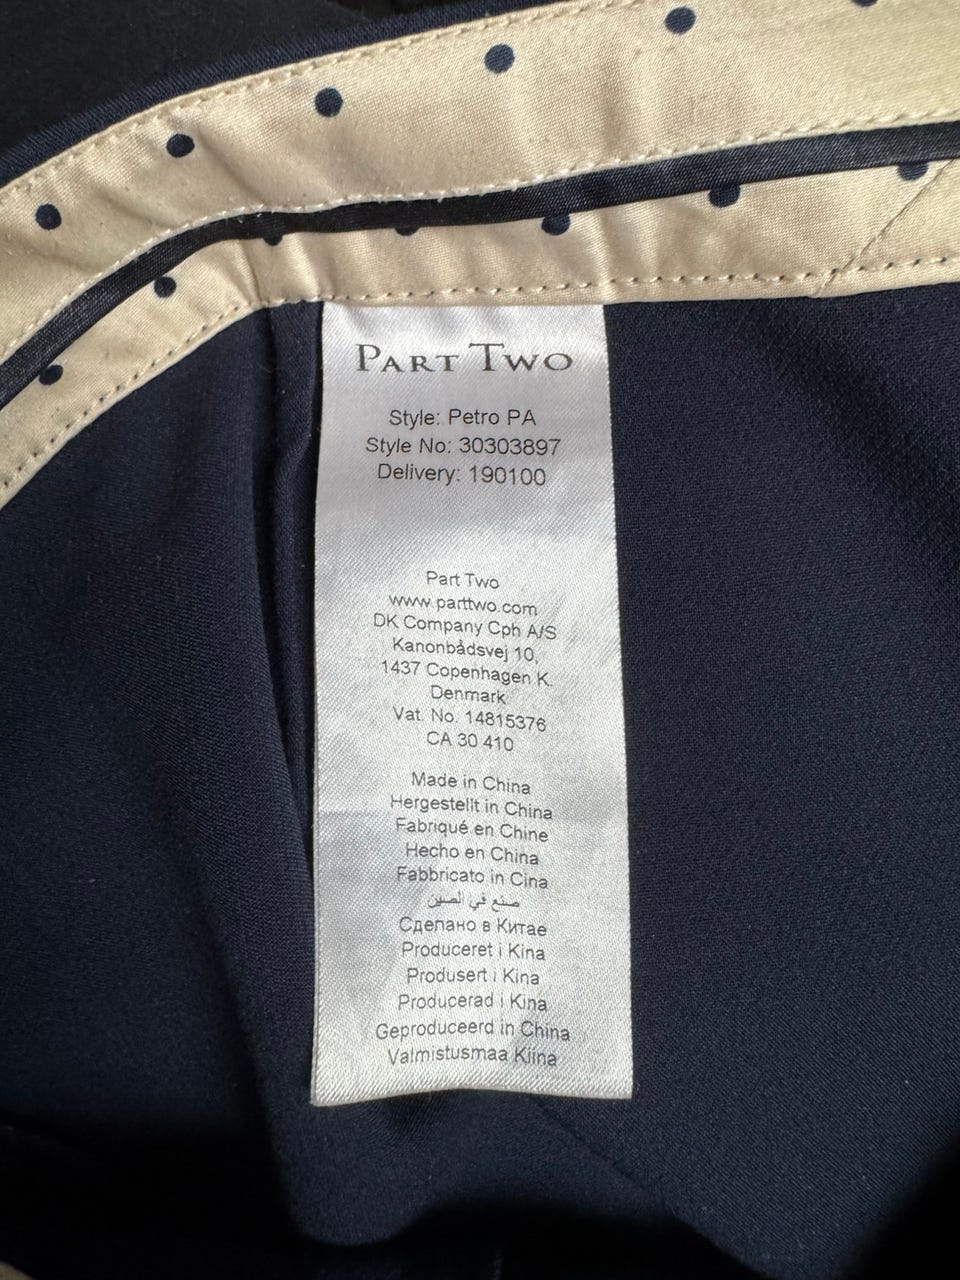 PART TWO
Style: Petro PA
Style No: 30303897
Delivery: 190100
Part Two
www.parttwo.com
DK Company Cph A/S
Kanonbådsvej 10,
1437 Copenhagen K.
Denmark
Vat. No. 14815376
CA 30 410
Made in China
Hergestellt in China
Fabriqué en Chine
Hecho en China
Fabbricato in Cina
صنع في الصين
Сделано в Китае
Produceret i Kina
Produsert i Kina
Producerad i Kina
Geproduceerd in China
Valmistusmaa Kiina